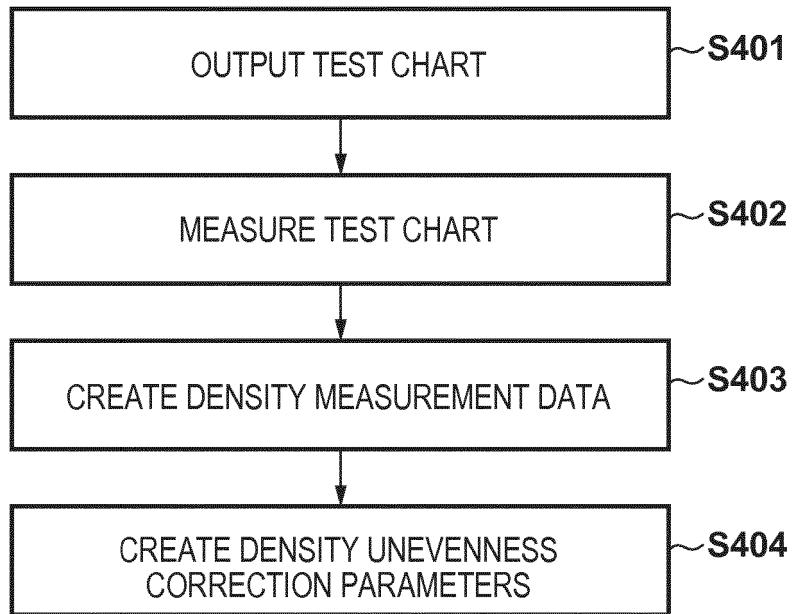 OUTPUT TEST CHART
S401
MEASURE TEST CHART
S402
CREATE DENSITY MEASUREMENT DATA
S403
CREATE DENSITY UNEVENNESS
CORRECTION PARAMETERS
S404